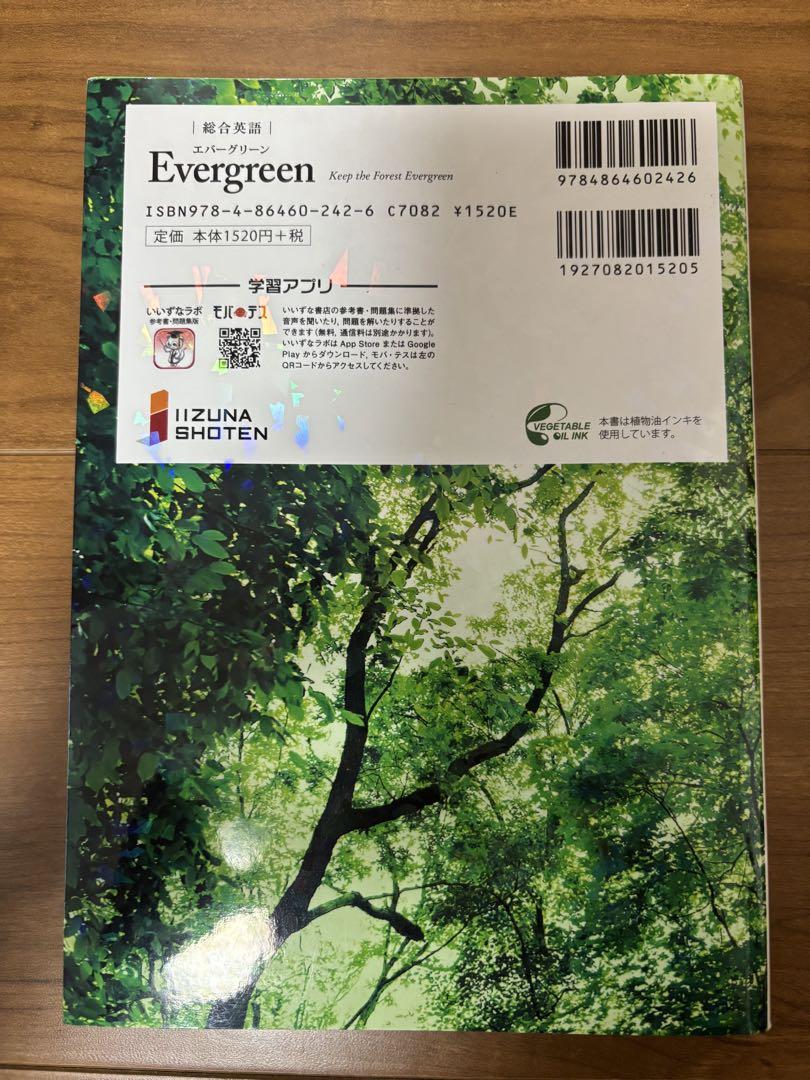 |総合英語|
エバーグリーン
Evergreen Keep the Forest Evergreen
ISBN978-4-86460-242-6 C7082 ¥1520E
定価 本体1520円+税
9784864602426
1927082015205
学習アプリ
いいずなラボ
参考書・問題集版
モバ・テス
いいずな書店の参考書・問題集に準拠した
音声を聞いたり,問題を解いたりすることが
できます(無料,通信料は別途かかります)。
いいずなラボは App Store または Google
Play からダウンロード,モバ・テスは左の
QRコードからアクセスしてください。
IIZUNA
SHOTEN
VEGETABLE
OIL INK
本書は植物油インキを
使用しています。